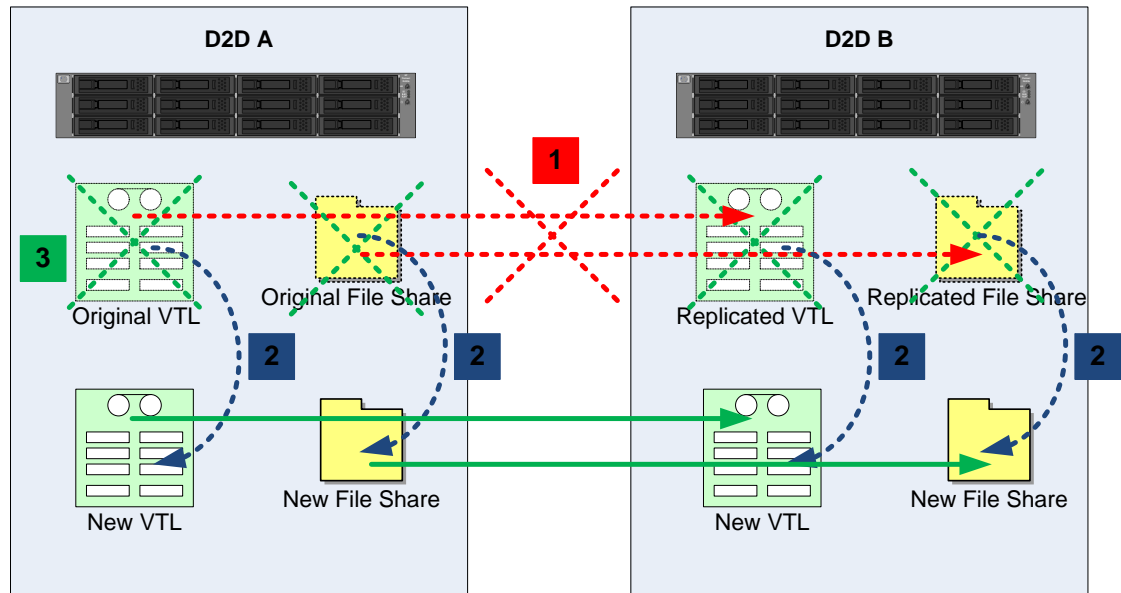 D2D A
D2D B
1
3
Original VTL
Original File Share
Replicated VTL
Replicated File Share
2
2
2
2
New VTL
New File Share
New VTL
New File Share